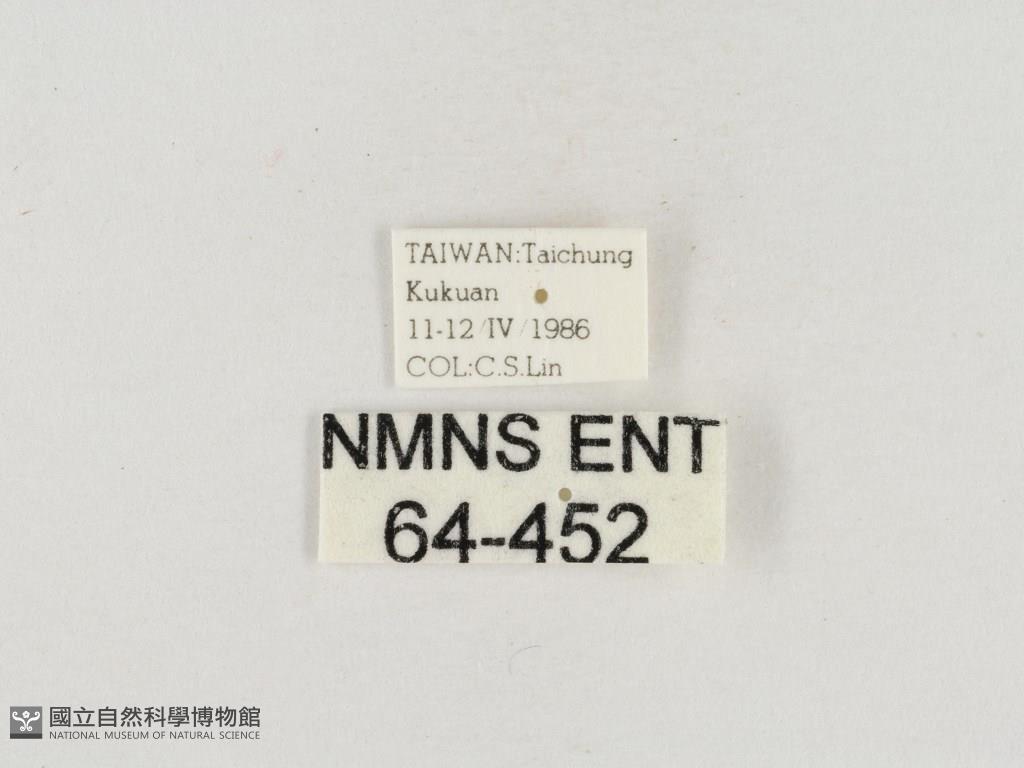 TAIWAN:Taichung
Kukuan
11-12/IV/1986
COL:C.S.Lin
NMNS ENT
64-452
國立自然科學博物館
NATIONAL MUSEUM OF NATURAL SCIENCE